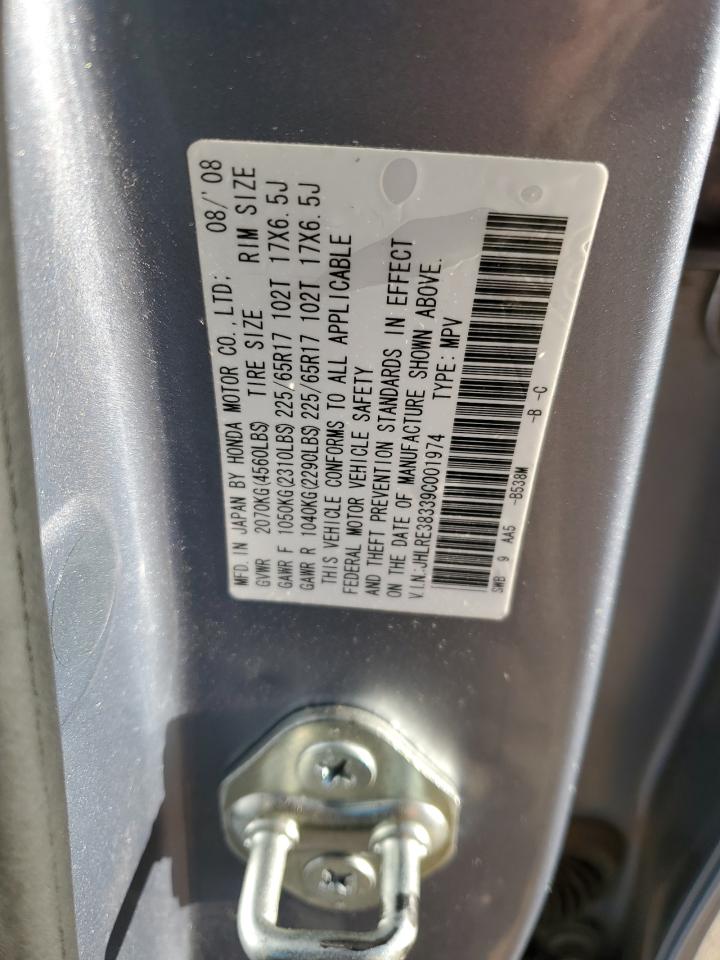 MFD. IN JAPAN BY HONDA MOTOR CO., LTD; 08/'08
GVWR 2070KG(4560LBS) TIRE SIZE RIM SIZE
GAWR F 1050KG(2310LBS) 225/65R17 102T 17X6.5J
GAWR R 1040KG(2290LBS) 225/65R17 102T 17X6.5J
THIS VEHICLE CONFORMS TO ALL APPLICABLE
FEDERAL MOTOR VEHICLE SAFETY
AND THEFT PREVENTION STANDARDS IN EFFECT
ON THE DATE OF MANUFACTURE SHOWN ABOVE.
V.I.N.:JHLRE38339C001974 TYPE: MPV
SWB 9 AA5 -B538M -B -C